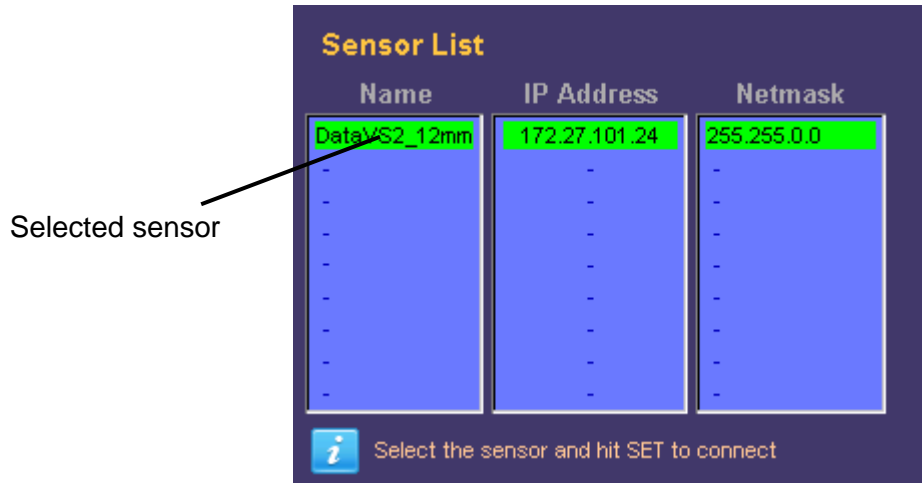 Sensor List
Name IP Address Netmask
DataVS2_12mm 172.27.101.24 255.255.0.0
- - -
- - -
- - -
- - -
- - -
- - -
- - -
- - -
Selected sensor
i Select the sensor and hit SET to connect